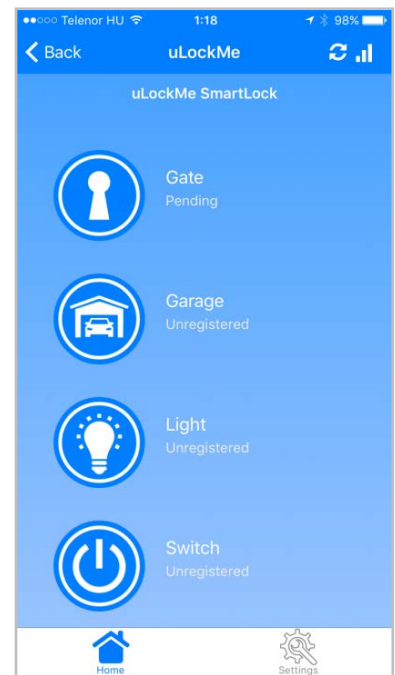 Telenor HU 1:18 98%
Back uLockMe
uLockMe SmartLock
Gate
Pending
Garage
Unregistered
Light
Unregistered
Switch
Unregistered
Home Settings